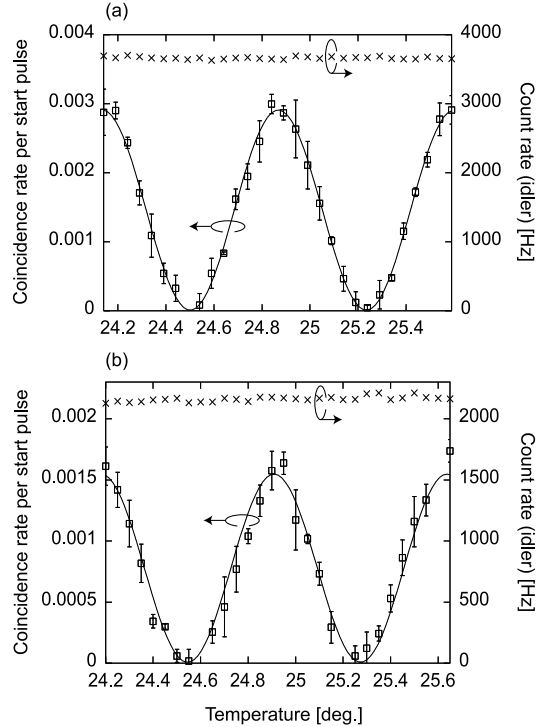 (a)
Coincidence rate per start pulse
0.004
0.003
0.002
0.001
0
4000
3000
2000
1000
0
Count rate (idler) [Hz]
24.2 24.4 24.6 24.8 25 25.2 25.4
(b)
Coincidence rate per start pulse
0.002
0.0015
0.001
0.0005
0
2000
1500
1000
500
0
Count rate (idler) [Hz]
24.2 24.4 24.6 24.8 25 25.2 25.4 25.6
Temperature [deg.]